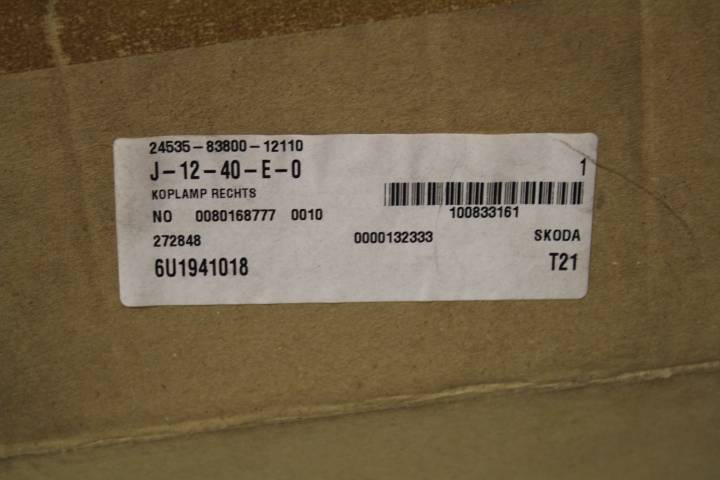 24535-83800-12110
J-12-40-E-0 1
KOPLAMP RECHTS
NO 0080168777 0010 100833161
272848 0000132333 SKODA
6U1941018 T21